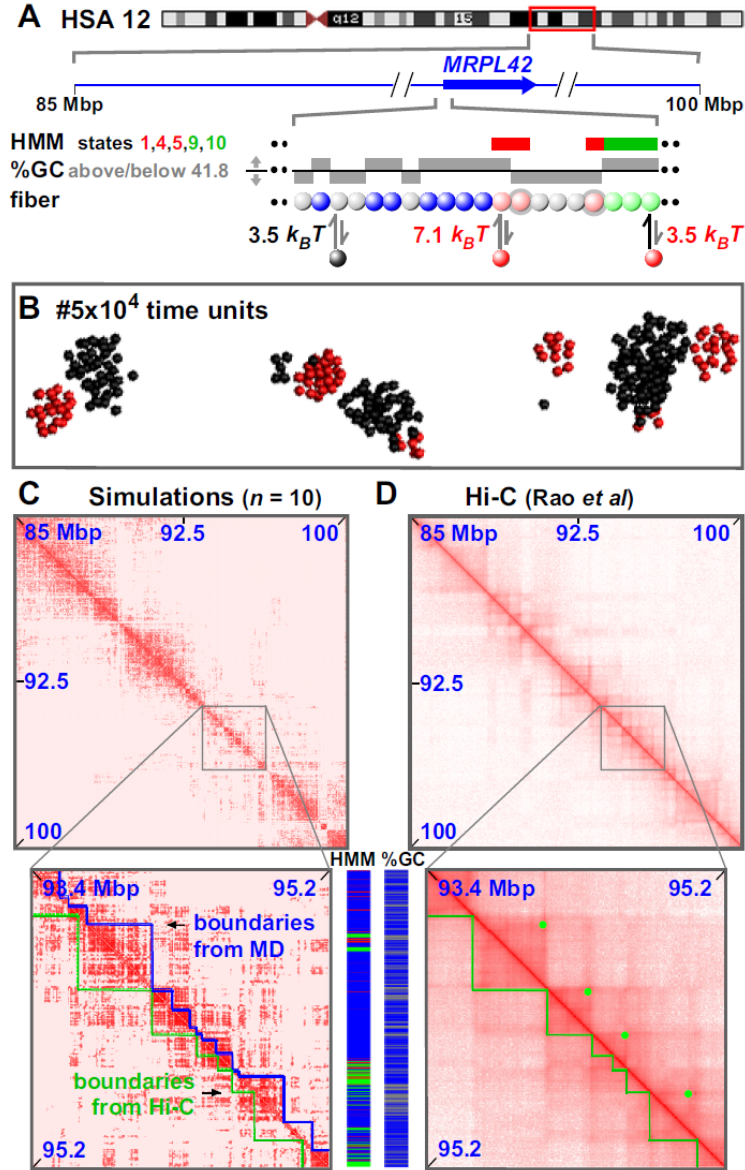 A HSA 12
q12
15
MRPL42
85 Mbp
100 Mbp
HMM states 1,4,5,9,10
%GC above/below 41.8
fiber
3.5 kBT
7.1 kBT
3.5 kBT
B #5x10⁴ time units
C Simulations (n = 10)
D Hi-C (Rao et al)
85 Mbp 92.5 100
92.5
100
85 Mbp 92.5 100
92.5
100
HMM %GC
93.4 Mbp 95.2
boundaries
from MD
boundaries
from Hi-C
95.2
93.4 Mbp 95.2
95.2